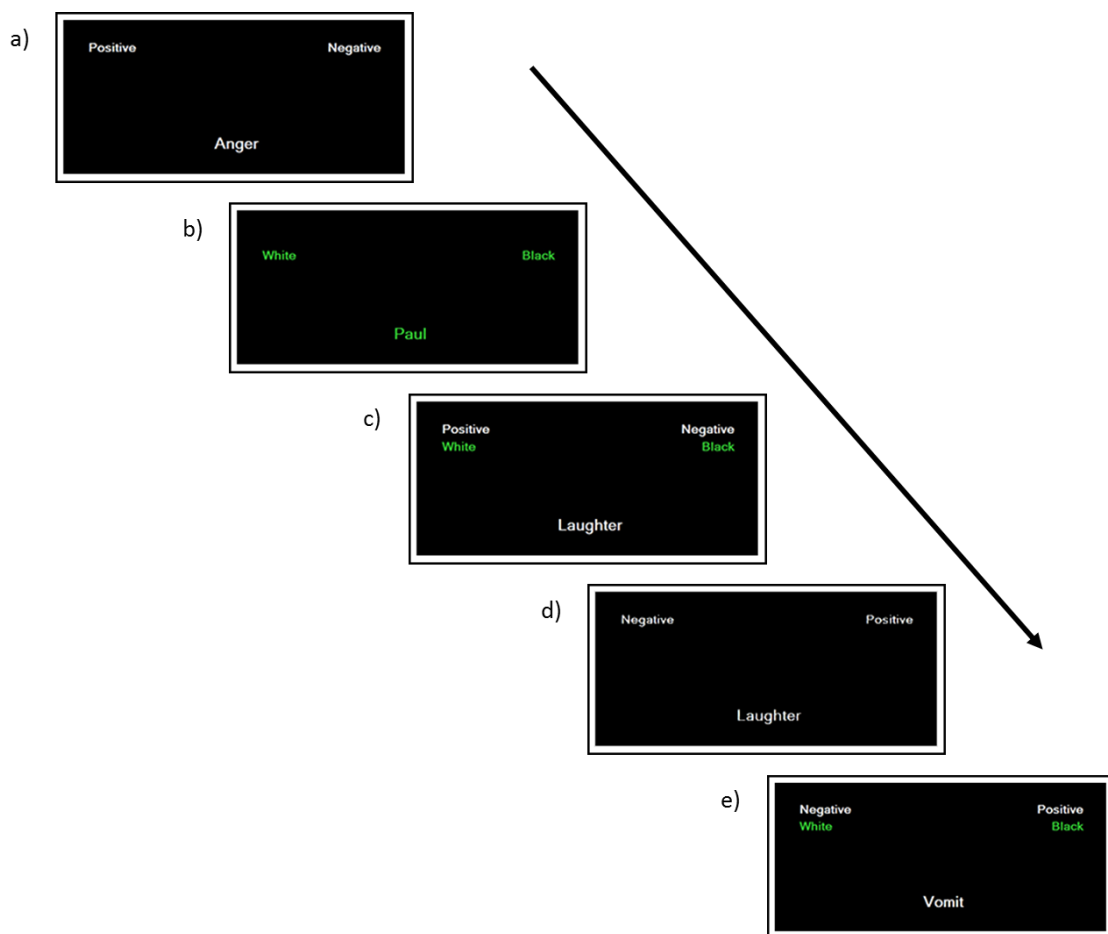 a)
Positive Negative
Anger
b)
White Black
Paul
c)
Positive Negative
White Black
Laughter
d)
Negative Positive
Laughter
e)
Negative Positive
White Black
Vomit